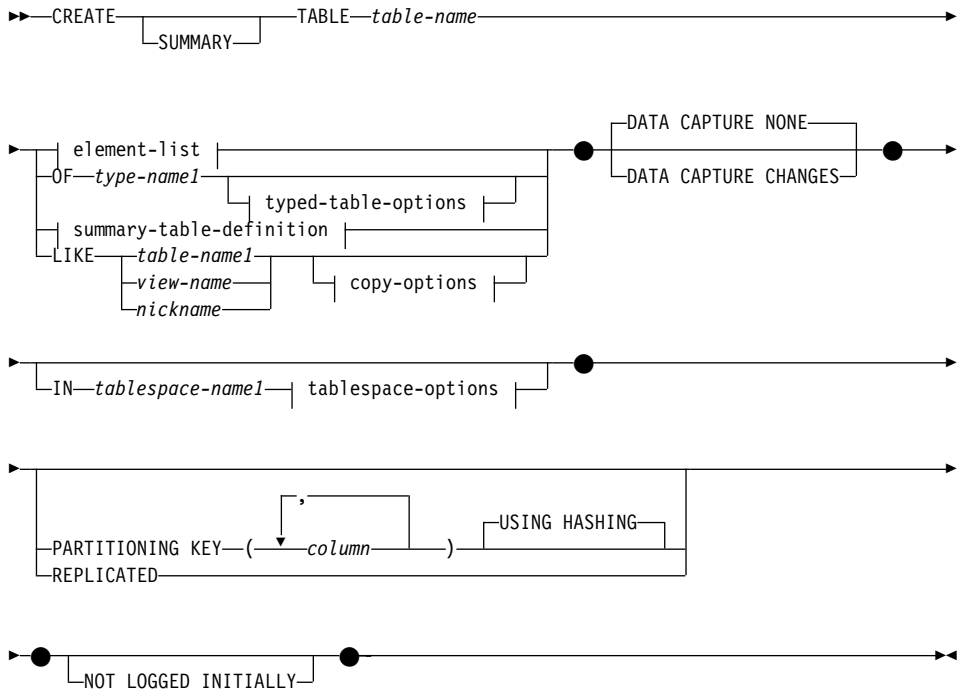 CREATE TABLE table-name
SUMMARY
element-list
OF type-name1
typed-table-options
summary-table-definition
LIKE table-name1
view-name
nickname
copy-options
DATA CAPTURE NONE
DATA CAPTURE CHANGES
IN tablespace-name1 tablespace-options
,
USING HASHING
PARTITIONING KEY ( column )
REPLICATED
NOT LOGGED INITIALLY